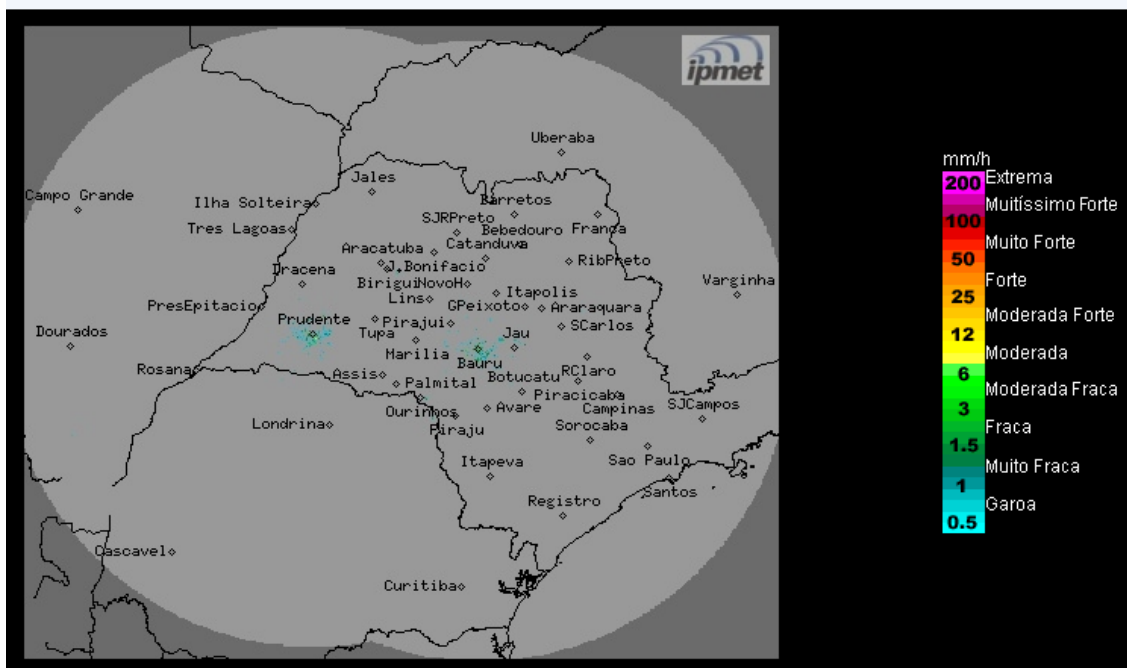 ipmet
Uberaba
Jales
Campo Grande
Ilha Solteira
Barretos
SJRPreto
Franca
Tres Lagoas
Bebedouro
Catanduva
Aracatuba
J.Bonifacio
RibPreto
Dracena
Birigui
NovoH
Varginha
Itapolis
Lins
PresEpitacio
GPeixoto
Araraquara
Prudente
Pirajui
SCarlos
Dourados
Tupa
Jau
Marilia
Bauru
Rosana
Assis
RClaro
Botucatu
Palmital
Piracicaba
Ourinhos
Avare
Campinas
SJCampos
Londrina
Piraju
Sorocaba
Itapeva
Sao Paulo
Santos
Registro
Cascavel
Curitiba
mm/h
200 Extrema
Muitíssimo Forte
100
Muito Forte
50
Forte
25
Moderada Forte
12
Moderada
6
Moderada Fraca
3
Fraca
1.5
Muito Fraca
1
Garoa
0.5